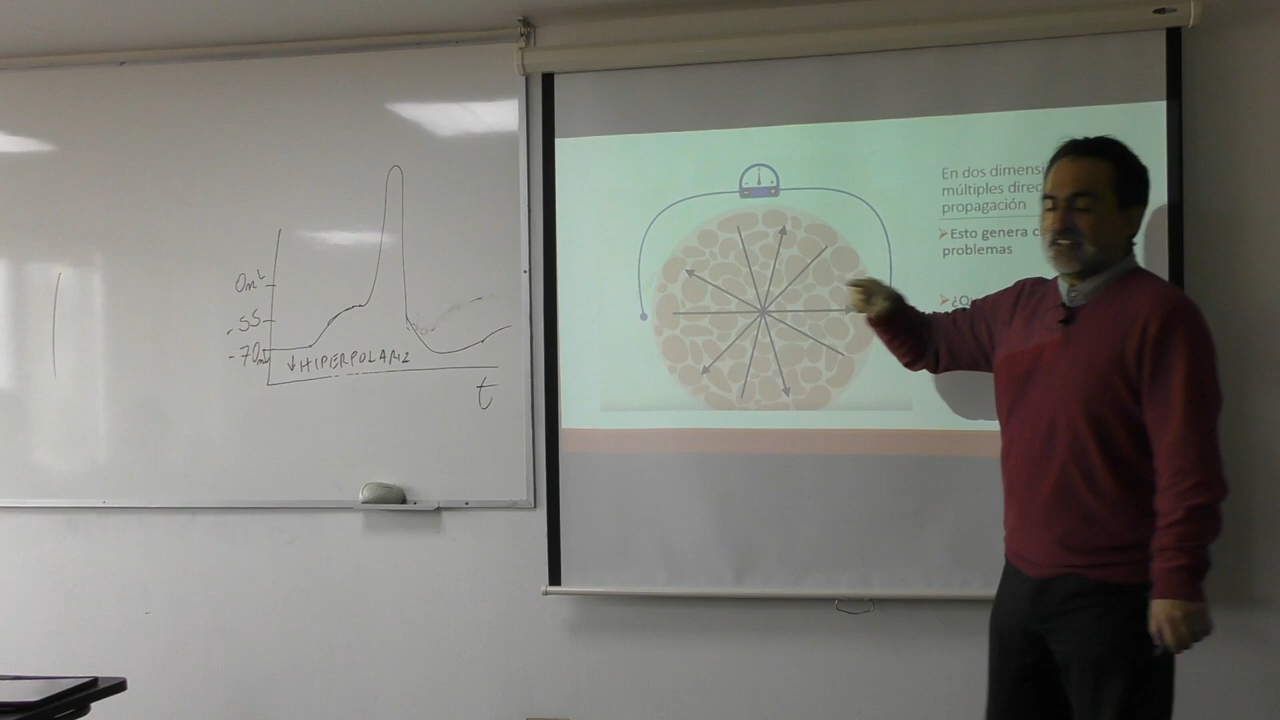 0mV
-55
-70mV
↓HIPERPOLARIZ
t
En dos dimensi
múltiples direc
propagación
➤Esto genera c
problemas
➤¿Q